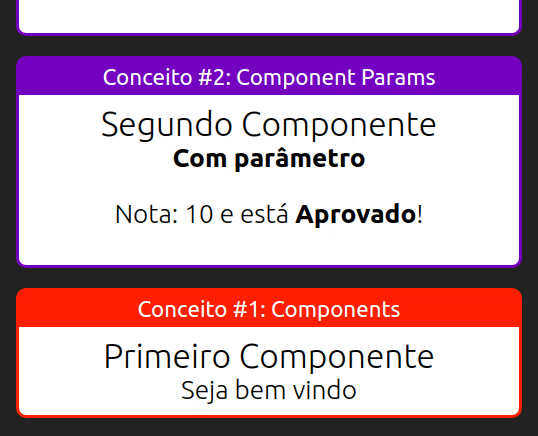 Conceito #2: Component Params
Segundo Componente
Com parâmetro
Nota: 10 e está Aprovado!
Conceito #1: Components
Primeiro Componente
Seja bem vindo